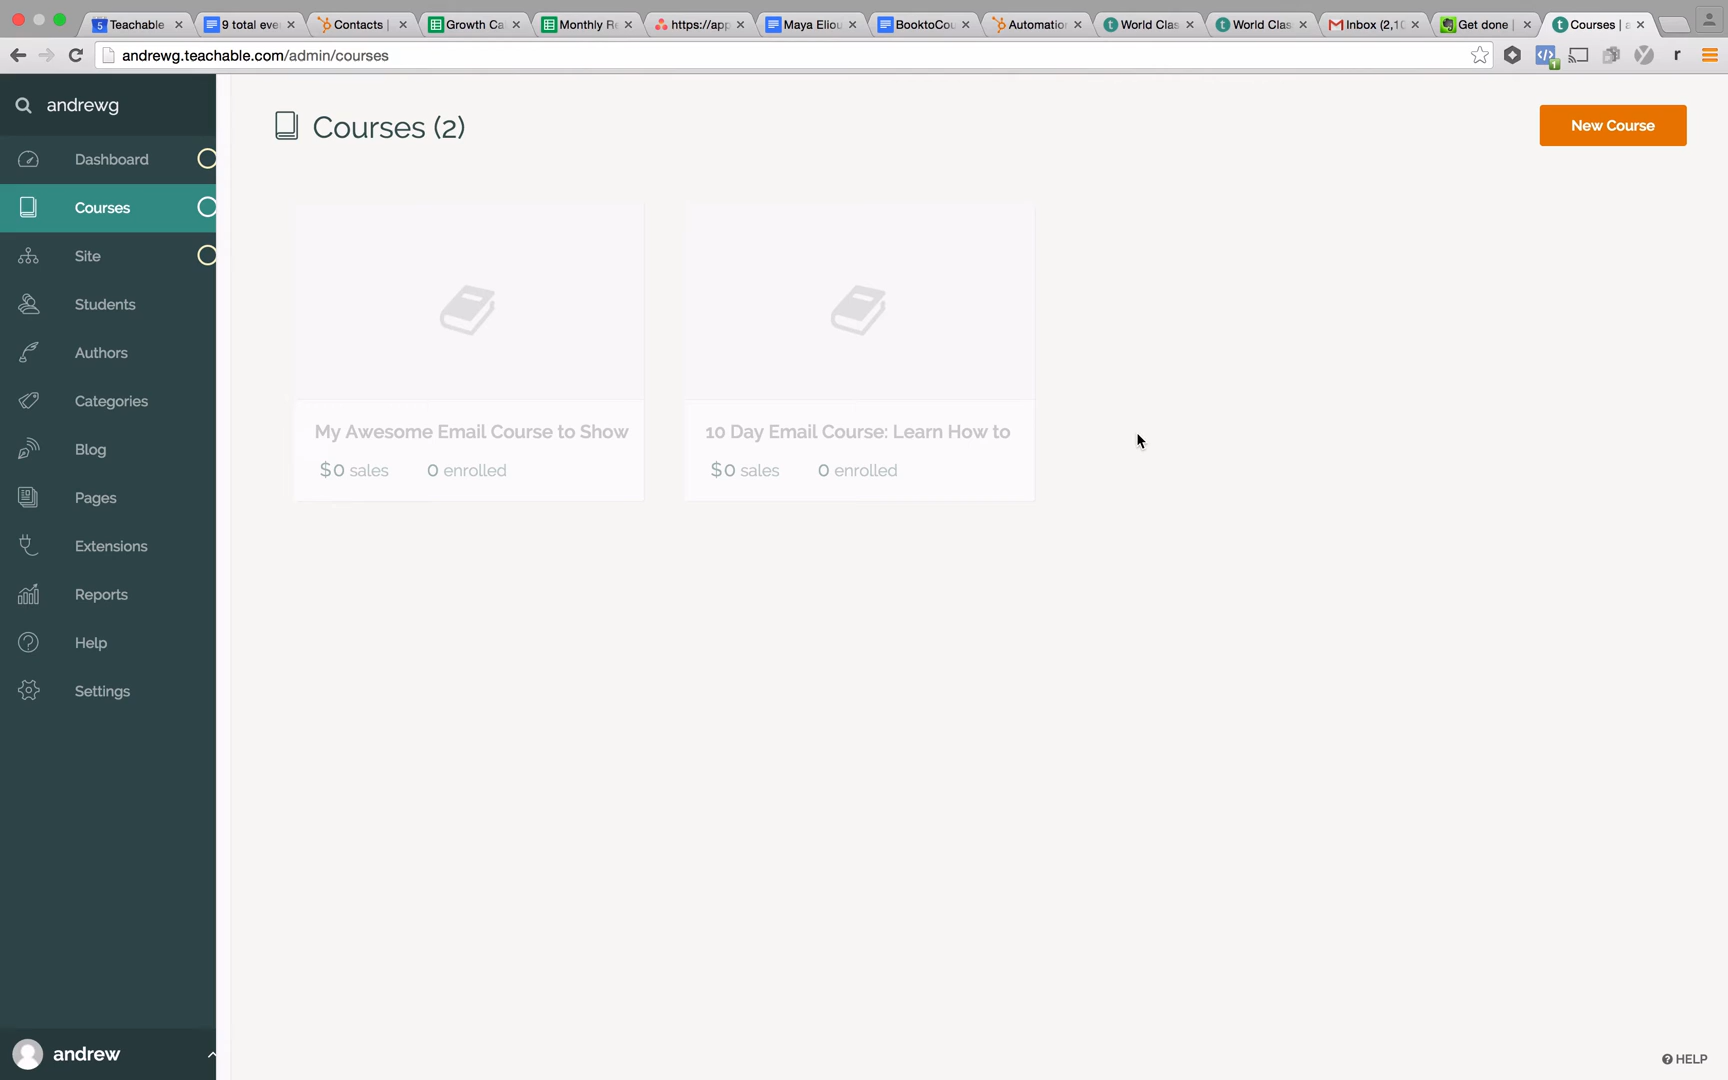 Teachable
9 total eve
Contacts |
Growth Ca
Monthly Re
https://app
Maya Eliou
BooktoCou
Automation
World Clas
World Clas
Inbox (2,10
Get done |
Courses | a
andrewg.teachable.com/admin/courses
andrewg
Dashboard
Courses
Site
Students
Authors
Categories
Blog
Pages
Extensions
Reports
Help
Settings
andrew
Courses (2)
New Course
My Awesome Email Course to Show
$0 sales 0 enrolled
10 Day Email Course: Learn How to
$0 sales 0 enrolled
HELP